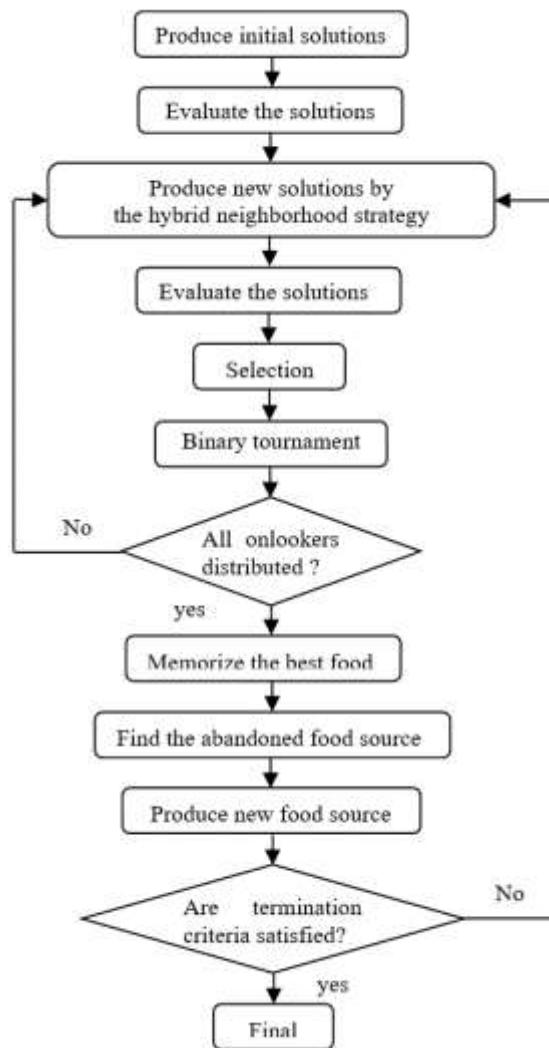 Produce initial solutions
Evaluate the solutions
Produce new solutions by
the hybrid neighborhood strategy
Evaluate the solutions
Selection
Binary tournament
No
All onlookers
distributed ?
yes
Memorize the best food
Find the abandoned food source
Produce new food source
No
Are termination
criteria satisfied?
yes
Final